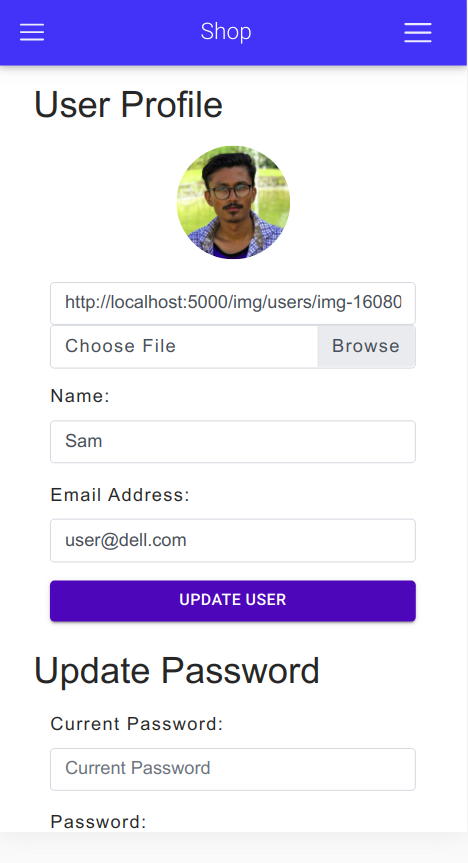 Shop
User Profile
http://localhost:5000/img/users/img-16080
Choose File Browse
Name:
Sam
Email Address:
user@dell.com
UPDATE USER
Update Password
Current Password:
Current Password
Password: